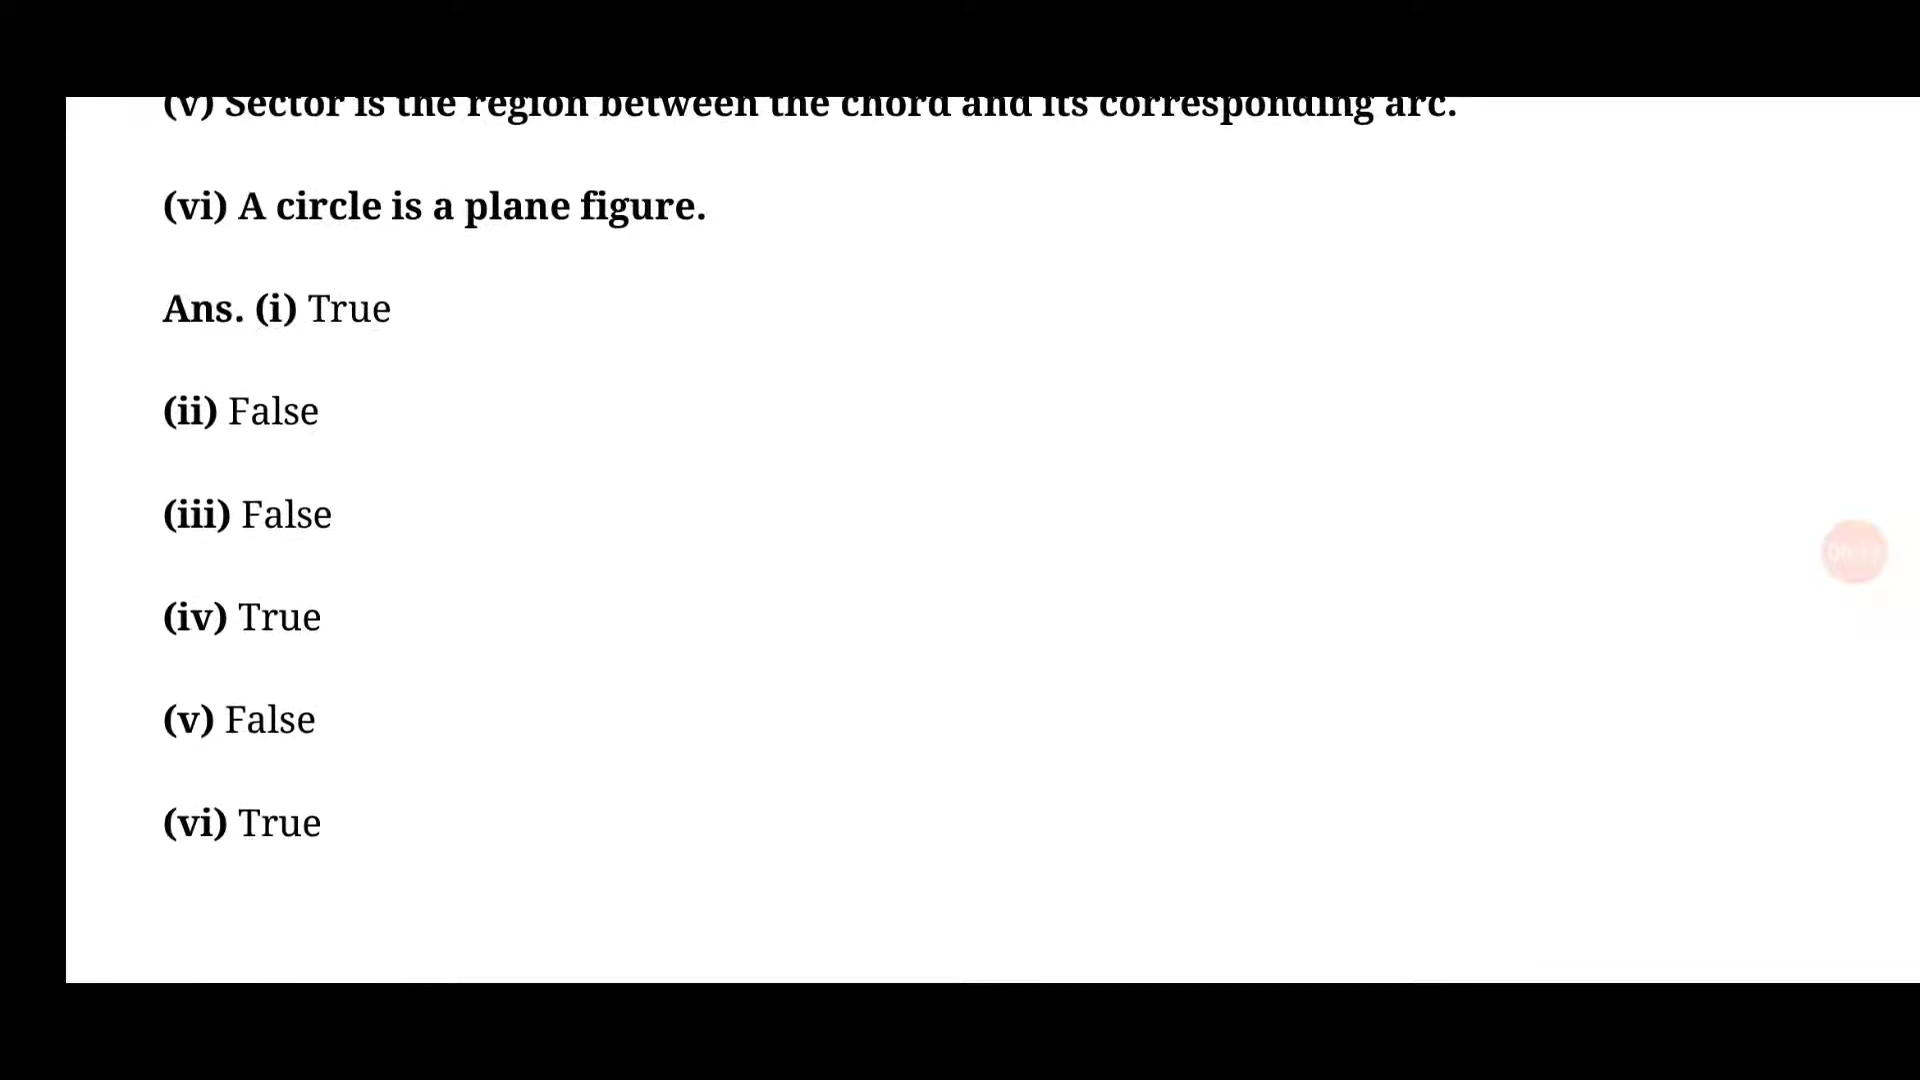 (v) Sector is the region between the chord and its corresponding arc.
(vi) A circle is a plane figure.
Ans. (i) True
(ii) False
(iii) False
(iv) True
(v) False
(vi) True